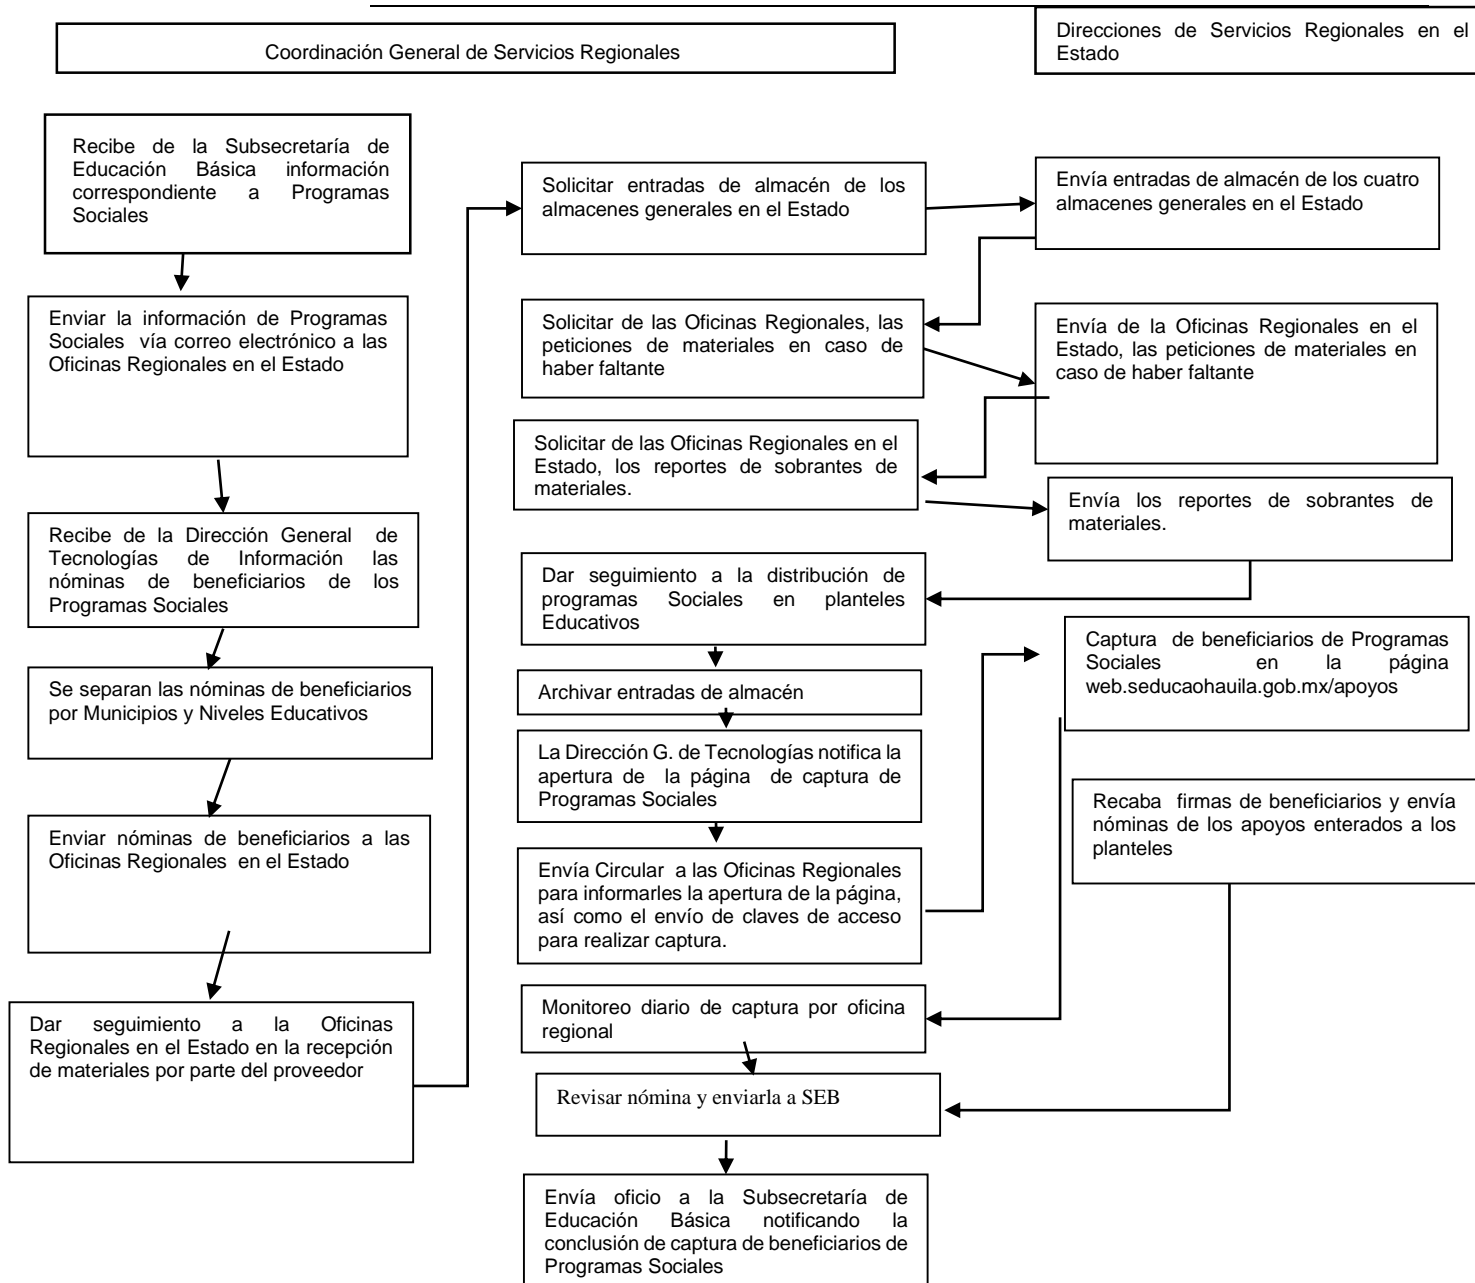 Coordinación General de Servicios Regionales
Direcciones de Servicios Regionales en el
Estado
Recibe de la Subsecretaría de
Educación Básica información
correspondiente a Programas
Sociales
Enviar la información de Programas
Sociales vía correo electrónico a las
Oficinas Regionales en el Estado
Recibe de la Dirección General de
Tecnologías de Información las
nóminas de beneficiarios de los
Programas Sociales
Se separan las nóminas de beneficiarios
por Municipios y Niveles Educativos
Enviar nóminas de beneficiarios a las
Oficinas Regionales en el Estado
Dar seguimiento a la Oficinas
Regionales en el Estado en la recepción
de materiales por parte del proveedor
Solicitar entradas de almacén de los
almacenes generales en el Estado
Envía entradas de almacén de los cuatro
almacenes generales en el Estado
Solicitar de las Oficinas Regionales, las
peticiones de materiales en caso de
haber faltante
Envía de la Oficinas Regionales en el
Estado, las peticiones de materiales en
caso de haber faltante
Solicitar de las Oficinas Regionales en el
Estado, los reportes de sobrantes de
materiales.
Envía los reportes de sobrantes de
materiales.
Dar seguimiento a la distribución de
programas Sociales en planteles
Educativos
Archivar entradas de almacén
La Dirección G. de Tecnologías notifica la
apertura de la página de captura de
Programas Sociales
Envía Circular a las Oficinas Regionales
para informarles la apertura de la página,
así como el envío de claves de acceso
para realizar captura.
Captura de beneficiarios de Programas
Sociales en la página
web.seducaohauila.gob.mx/apoyos
Recaba firmas de beneficiarios y envía
nóminas de los apoyos enterados a los
planteles
Monitoreo diario de captura por oficina
regional
Revisar nómina y enviarla a SEB
Envía oficio a la Subsecretaría de
Educación Básica notificando la
conclusión de captura de beneficiarios de
Programas Sociales